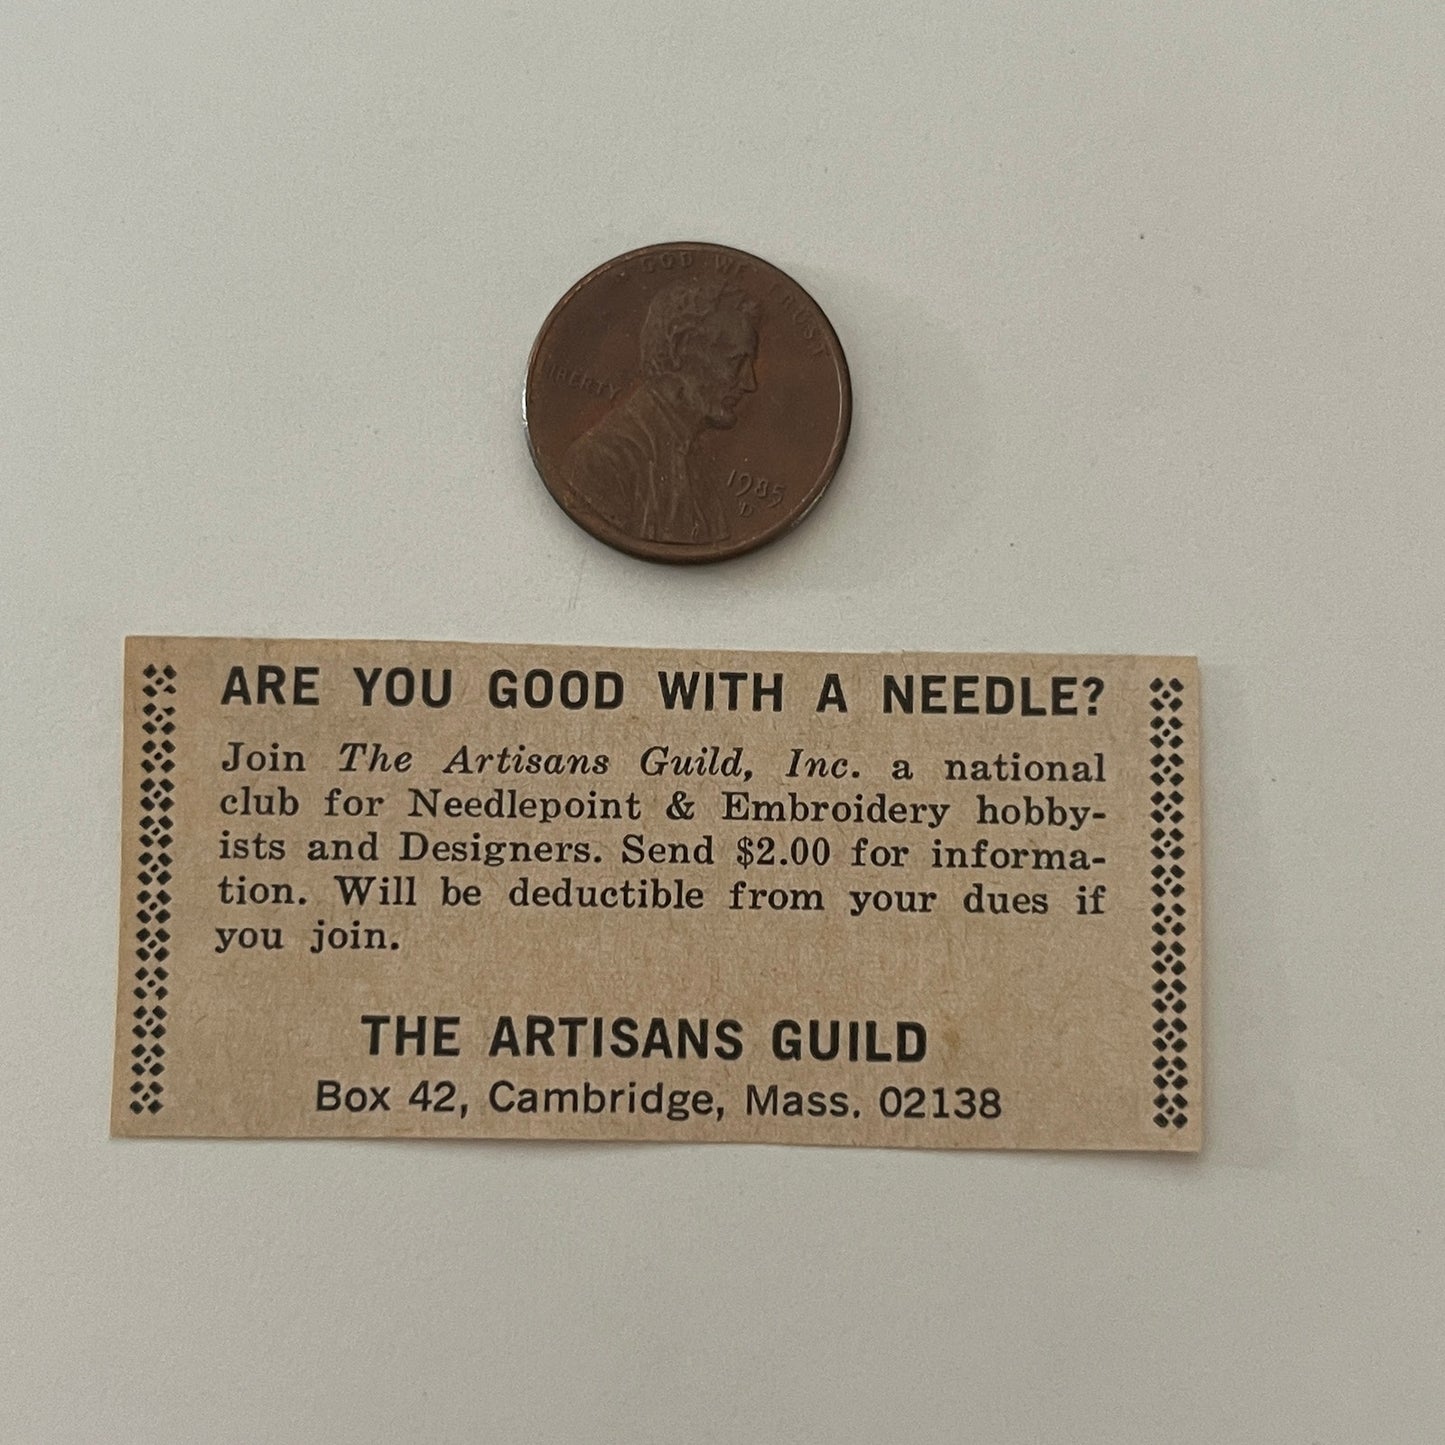 GOD WE TRUST
LIBERTY
1985
D
ARE YOU GOOD WITH A NEEDLE?
Join The Artisans Guild, Inc. a national
club for Needlepoint & Embroidery hobby-
ists and Designers. Send $2.00 for informa-
tion. Will be deductible from your dues if
you join.
THE ARTISANS GUILD
Box 42, Cambridge, Mass. 02138